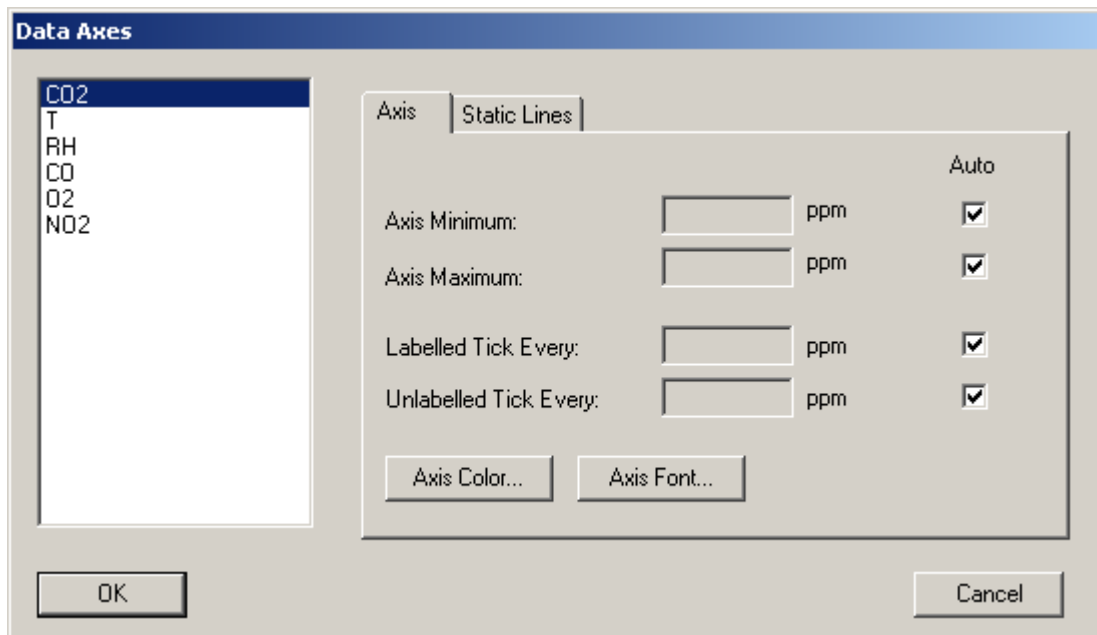 Data Axes
CO2
T
RH
CO
O2
NO2
Axis
Static Lines
Auto
Axis Minimum: ppm
Axis Maximum: ppm
Labelled Tick Every: ppm
Unlabelled Tick Every: ppm
Axis Color... Axis Font...
OK
Cancel